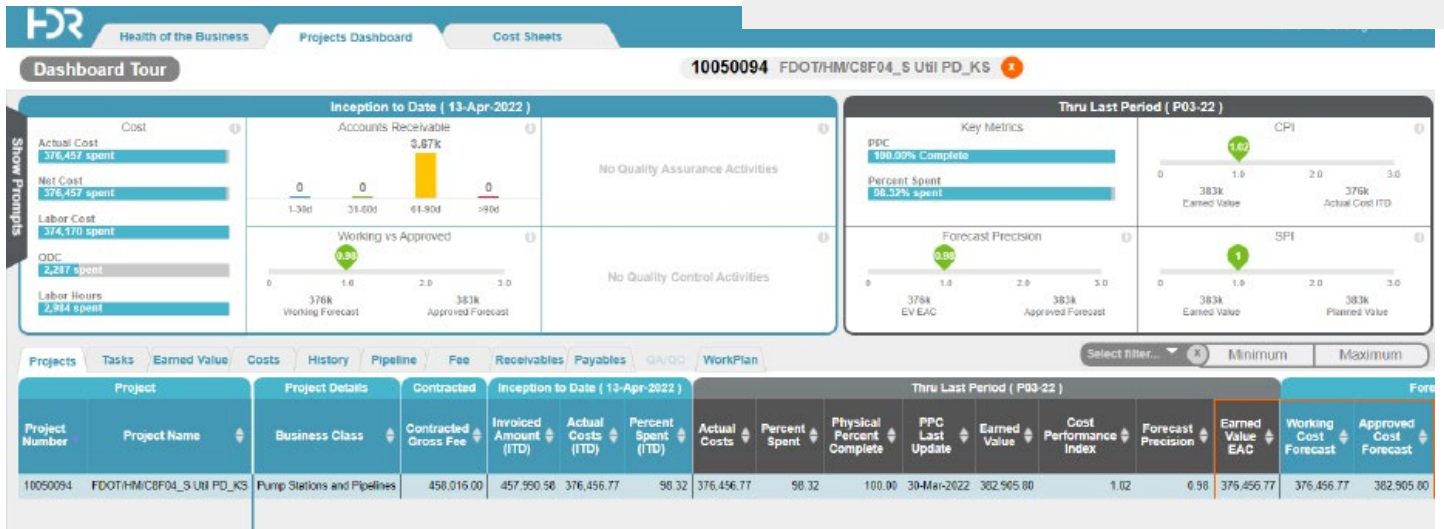 HDR
Health of the Business
Projects Dashboard
Cost Sheets
Dashboard Tour
10050094 FDOT/HM/C8F04_S Util PD_KS x
Show Prompts
Inception to Date ( 13-Apr-2022 )
Cost
Actual Cost
376,457 spent
Net Cost
376,457 spent
Labor Cost
374,170 spent
ODC
2,287 spent
Labor Hours
2,984 spent
Accounts Receivable
3.87k
0 0 0
1-30d 31-60d 61-90d >90d
Working vs Approved
0.98
0 1.0 2.0 3.0
376k 383k
Working Forecast Approved Forecast
No Quality Assurance Activities
No Quality Control Activities
Thru Last Period ( P03-22 )
Key Metrics
PPC
100.00% Complete
Percent Spent
98.32% spent
CPI
1.02
0 1.0 2.0 3.0
383k 376k
Earned Value Actual Cost ITD
Forecast Precision
0.98
0 1.0 2.0 3.0
376k 383k
EV EAC Approved Forecast
SPI
1
0 1.0 2.0 3.0
383k 383k
Earned Value Planned Value
Projects Tasks Earned Value Costs History Pipeline Fee Receivables Payables QA/QC WorkPlan
Select filter... x Minimum Maximum
Project Project Details Contracted Inception to Date ( 13-Apr-2022 ) Thru Last Period ( P03-22 ) Fore
Project Number
Project Name
Business Class
Contracted Gross Fee
Invoiced Amount (ITD)
Actual Costs (ITD)
Percent Spent (ITD)
Actual Costs
Percent Spent
Physical Percent Complete
PPC Last Update
Earned Value
Cost Performance Index
Forecast Precision
Earned Value EAC
Working Cost Forecast
Approved Cost Forecast
10050094 FDOT/HM/C8F04_S Util PD_KS Pump Stations and Pipelines 458,016.00 457,990.58 376,456.77 98.32 376,456.77 98.32 100.00 30-Mar-2022 382,905.80 1.02 0.98 376,456.77 376,456.77 382,905.80